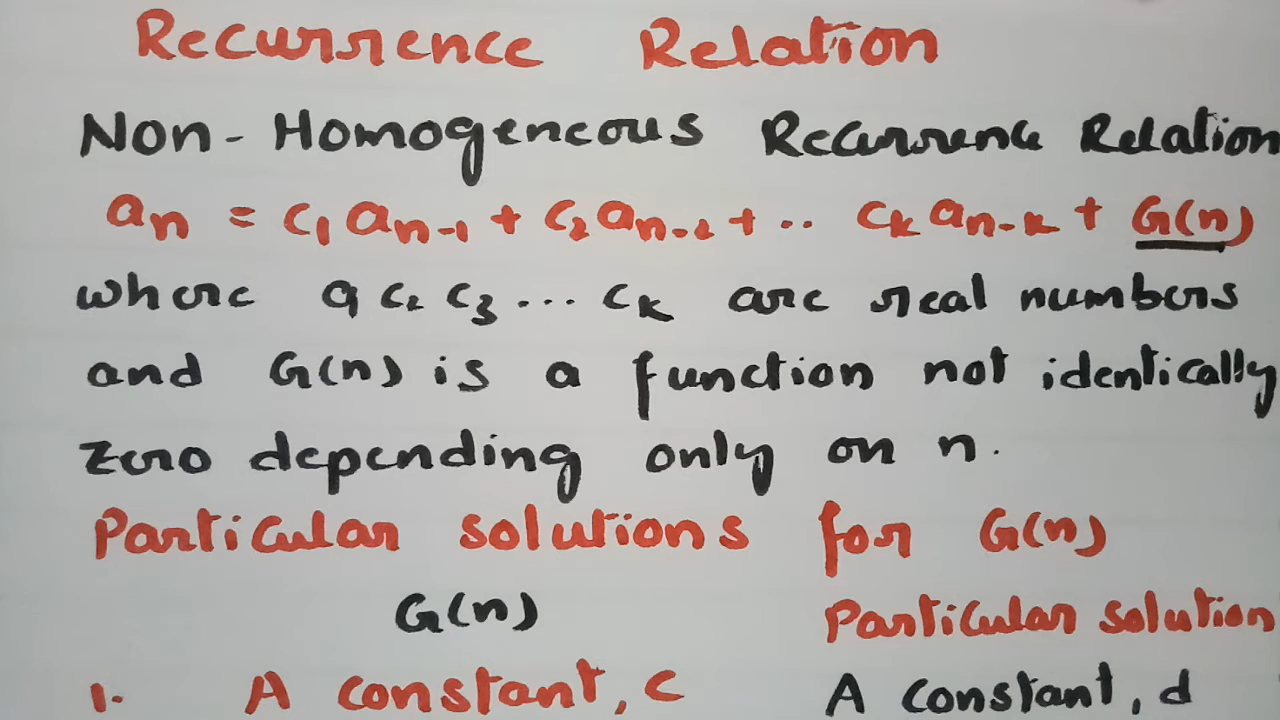 Recurrence Relation
Non-Homogeneous Recurrence Relation
aₙ = c₁aₙ₋₁ + c₂aₙ₋₂ + .. cₖaₙ₋ₖ + G(n)
where c₁ c₂ c₃ ... cₖ are real numbers
and G(n) is a function not identically
zero depending only on n.
Particular solutions for G(n)
G(n) Particular solution
1. A constant, c A constant, d